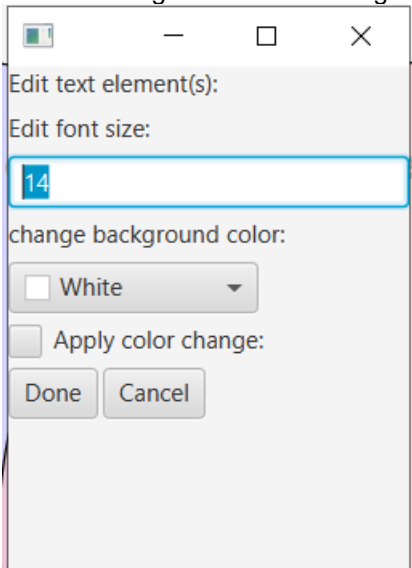 Edit text element(s):
Edit font size:
14
change background color:
White
Apply color change:
Done Cancel